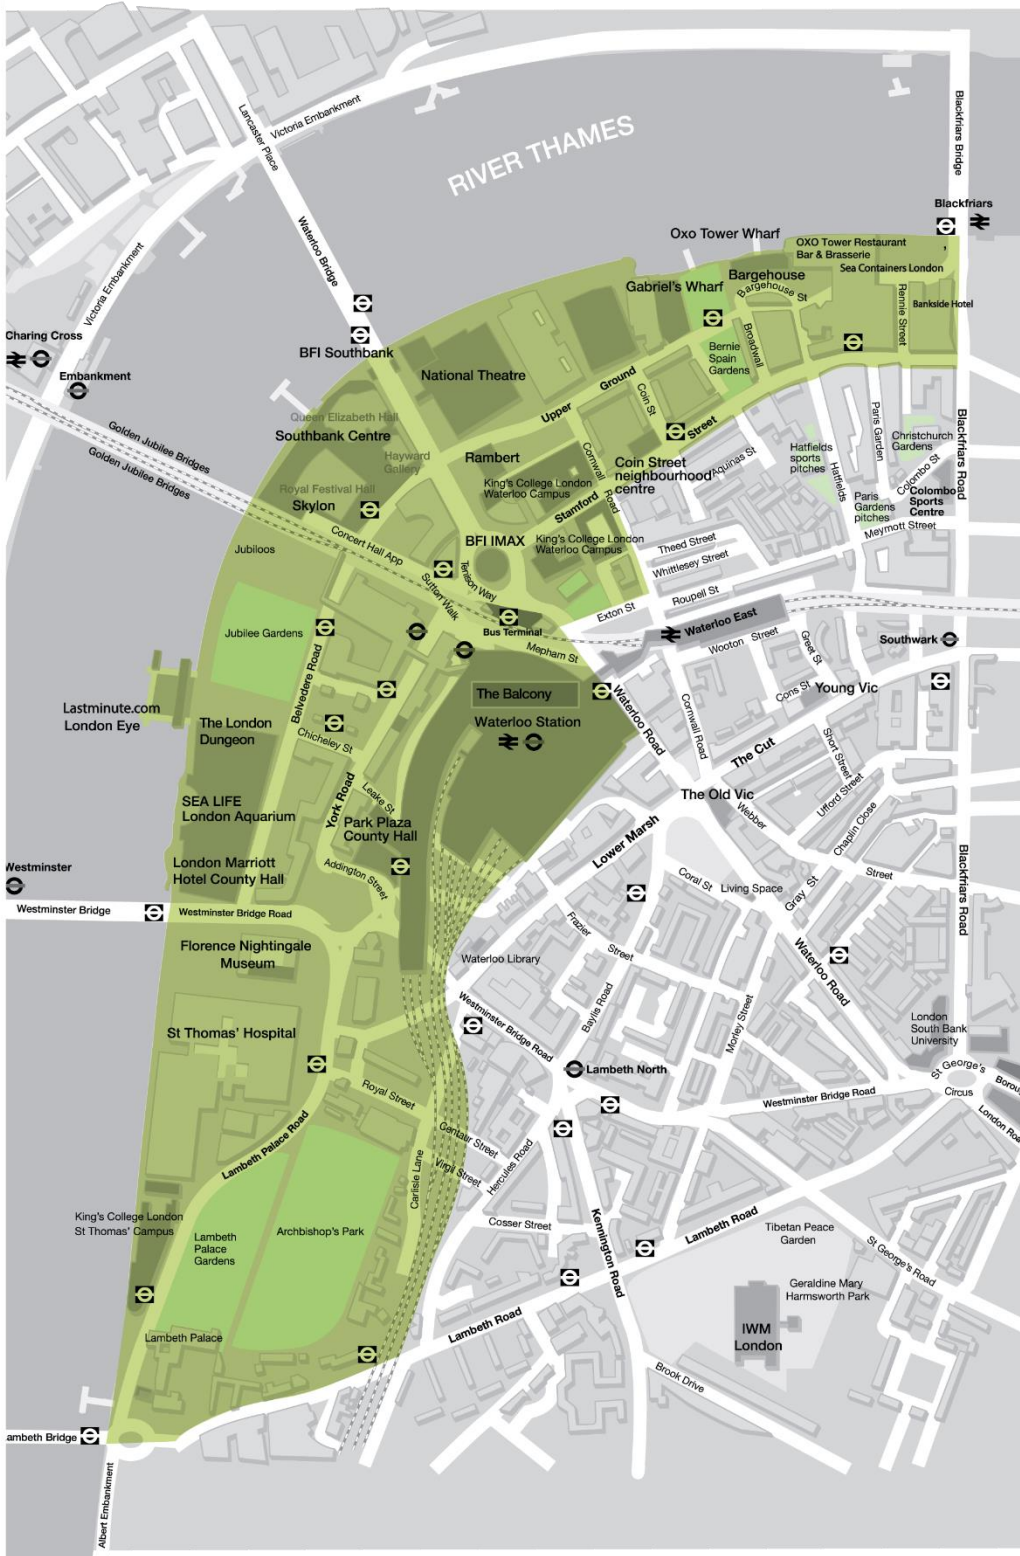 Lancaster Place
Victoria Embankment
RIVER THAMES
Blackfriars Bridge
Blackfriars
Waterloo Bridge
Oxo Tower Wharf
OXO Tower Restaurant
Bar & Brasserie
Sea Containers London
Victoria Embankment
Gabriel's Wharf
Bargehouse
Bargehouse St
Rennie Street
Bankside Hotel
Charing Cross
BFI Southbank
Bernie
Spain
Gardens
Broadwall
Embankment
National Theatre
Upper
Ground
Coin St
Street
Golden Jubilee Bridges
Golden Jubilee Bridges
Queen Elizabeth Hall
Southbank Centre
Hayward
Gallery
Royal Festival Hall
Skylon
Rambert
King's College London
Waterloo Campus
Cornwall
Road
Stamford
Coin Street
neighbourhood
centre
Aquinas St
Hatfields
sports
pitches
Hatfields
Paris Garden
Christchurch
Gardens
Colombo St
Colombo
Sports
Centre
Blackfriars Road
Paris
Gardens
pitches
Meymott Street
Jubiloos
Concert Hall App
BFI IMAX
King's College London
Waterloo Campus
Theed Street
Whittlesey Street
Roupell St
Tenison Way
Sutton Walk
Exton St
Bus Terminal
Waterloo East
Jubilee Gardens
Mepham St
Wooton Street
Greet St
Southwark
Belvedere Road
The Balcony
Waterloo Station
Waterloo Road
Cornwall Road
Cons St
Young Vic
Lastminute.com
London Eye
The London
Dungeon
Chicheley St
The Cut
Short Street
Ufford Street
Chaplin Close
York Road
Leake St
The Old Vic
Webber
Street
SEA LIFE
London Aquarium
Park Plaza
County Hall
Lower Marsh
Westminster
London Marriott
Hotel County Hall
Addington Street
Coral St
Living Space
Gray St
Blackfriars Road
Westminster Bridge
Westminster Bridge Road
Frazier
Street
Florence Nightingale
Museum
Waterloo Library
Waterloo Road
Baylis Road
Morley Street
Westminster Bridge Road
London
South Bank
University
St Thomas' Hospital
Lambeth North
St George's
Circus
Westminster Bridge Road
London Roa
Boroug
Royal Street
Lambeth Palace Road
Centaur Street
Virgil Street
Carlisle Lane
Hercules Road
King's College London
St Thomas' Campus
Lambeth
Palace
Gardens
Archbishop's Park
Cosser Street
Kennington Road
Lambeth Road
Tibetan Peace
Garden
St George's Road
Geraldine Mary
Harmsworth Park
Lambeth Palace
Lambeth Road
IWM
London
Brook Drive
ambeth Bridge
Albert Embankment